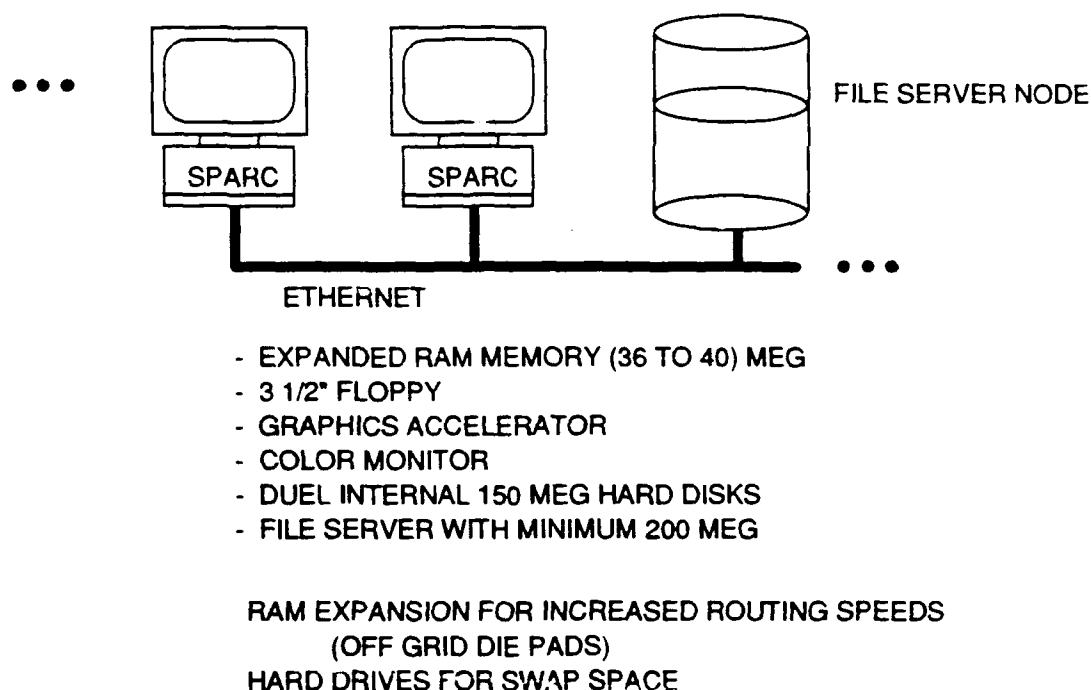 FILE SERVER NODE
SPARC SPARC
ETHERNET
- EXPANDED RAM MEMORY (36 TO 40) MEG
- 3 1/2" FLOPPY
- GRAPHICS ACCELERATOR
- COLOR MONITOR
- DUEL INTERNAL 150 MEG HARD DISKS
- FILE SERVER WITH MINIMUM 200 MEG
RAM EXPANSION FOR INCREASED ROUTING SPEEDS
(OFF GRID DIE PADS)
HARD DRIVES FOR SWAP SPACE